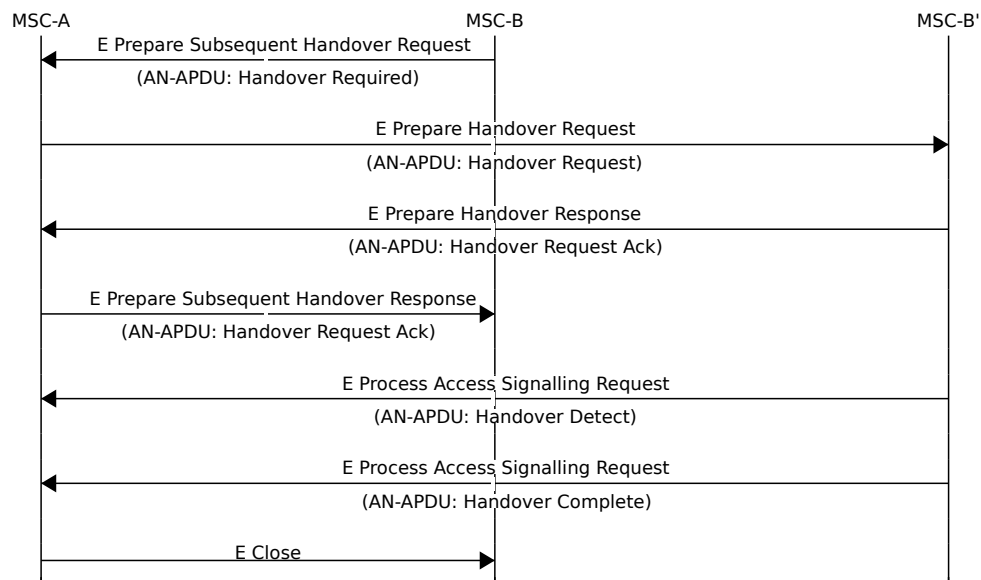 MSC-A MSC-B MSC-B'
E Prepare Subsequent Handover Request
(AN-APDU: Handover Required)
E Prepare Handover Request
(AN-APDU: Handover Request)
E Prepare Handover Response
(AN-APDU: Handover Request Ack)
E Prepare Subsequent Handover Response
(AN-APDU: Handover Request Ack)
E Process Access Signalling Request
(AN-APDU: Handover Detect)
E Process Access Signalling Request
(AN-APDU: Handover Complete)
E Close